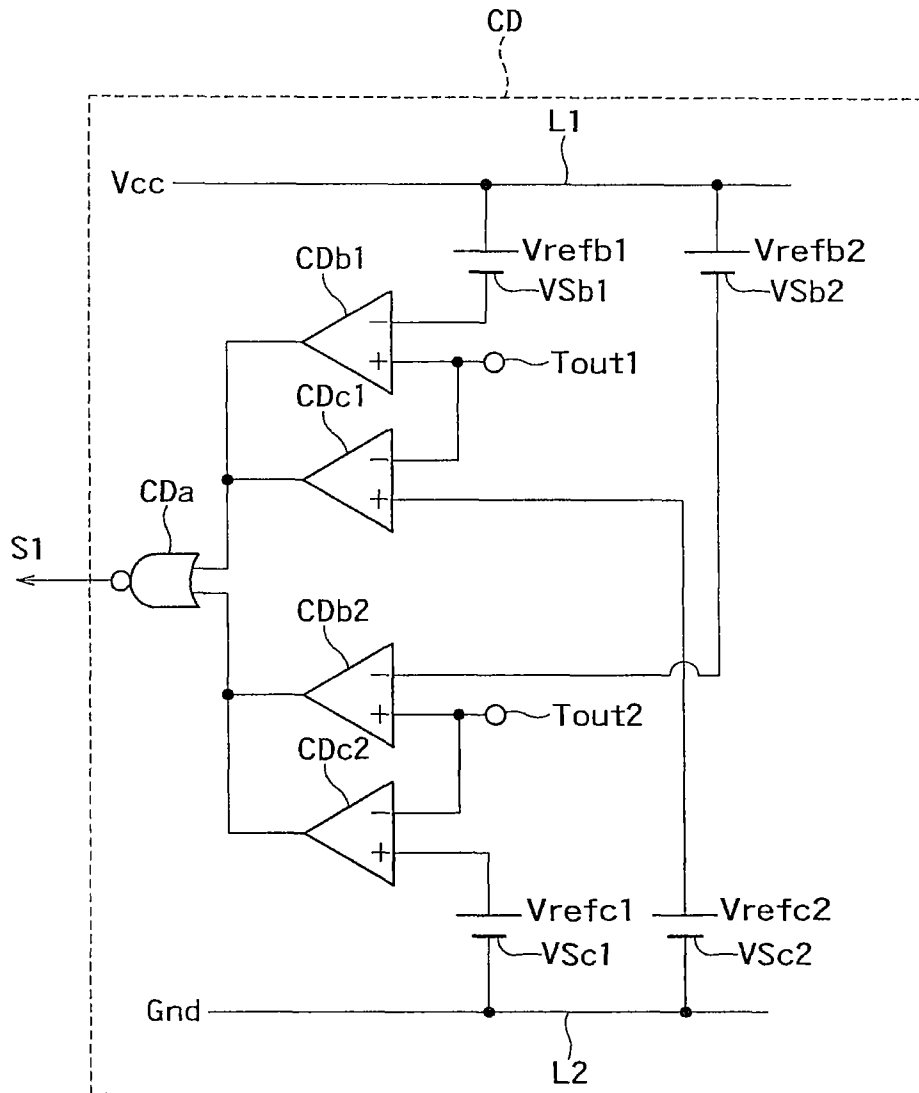 CD
L1
Vcc
Vrefb1
Vrefb2
CDb1
VSb1
VSb2
−
+
Tout1
CDc1
−
+
CDa
S1
CDb2
−
+
Tout2
CDc2
−
+
Vrefc1
Vrefc2
VSc1
VSc2
Gnd
L2